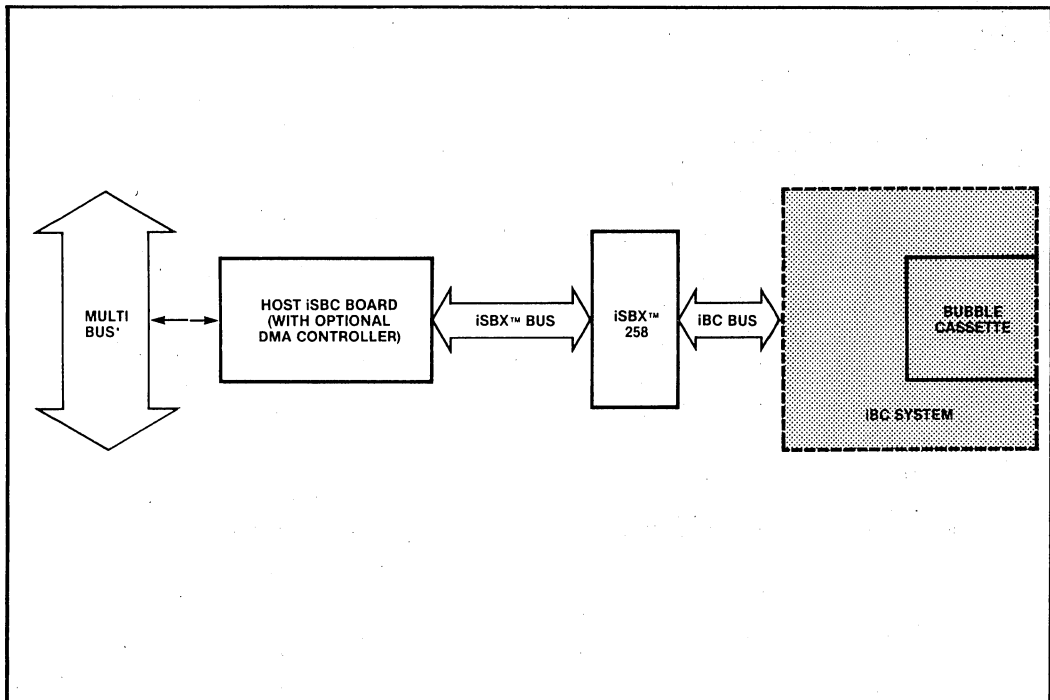 MULTI
BUS*
HOST iSBC BOARD
(WITH OPTIONAL
DMA CONTROLLER)
iSBX™ BUS
iSBX™
258
iBC BUS
BUBBLE
CASSETTE
iBC SYSTEM